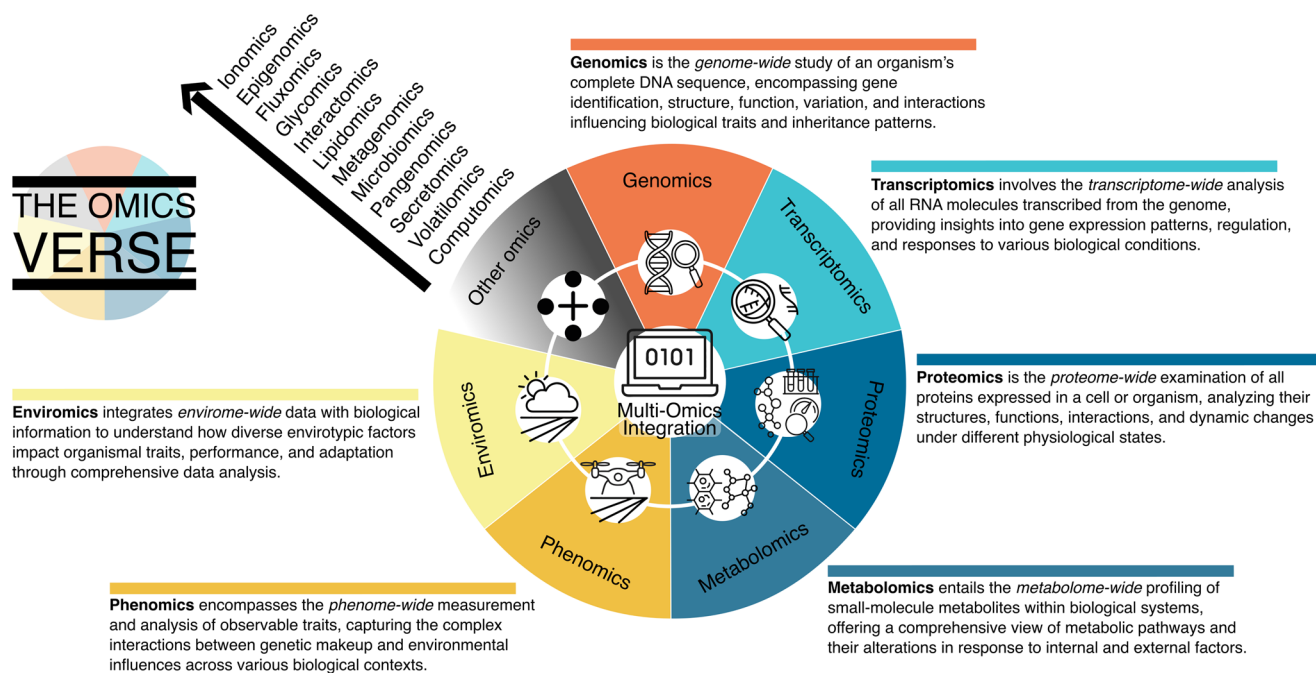 THE OMICS
VERSE
Ionomics
Epigenomics
Fluxomics
Glycomics
Interactomics
Lipidomics
Metagenomics
Microbiomics
Pangenomics
Secretomics
Volatilomics
Computomics
Genomics is the genome-wide study of an organism's
complete DNA sequence, encompassing gene
identification, structure, function, variation, and interactions
influencing biological traits and inheritance patterns.
Transcriptomics involves the transcriptome-wide analysis
of all RNA molecules transcribed from the genome,
providing insights into gene expression patterns, regulation,
and responses to various biological conditions.
Other omics
Genomics
Transcriptomics
Proteomics
Metabolomics
Phenomics
Enviromics
0101
Multi-Omics
Integration
Proteomics is the proteome-wide examination of all
proteins expressed in a cell or organism, analyzing their
structures, functions, interactions, and dynamic changes
under different physiological states.
Enviromics integrates envirome-wide data with biological
information to understand how diverse envirotypic factors
impact organismal traits, performance, and adaptation
through comprehensive data analysis.
Metabolomics entails the metabolome-wide profiling of
small-molecule metabolites within biological systems,
offering a comprehensive view of metabolic pathways and
their alterations in response to internal and external factors.
Phenomics encompasses the phenome-wide measurement
and analysis of observable traits, capturing the complex
interactions between genetic makeup and environmental
influences across various biological contexts.